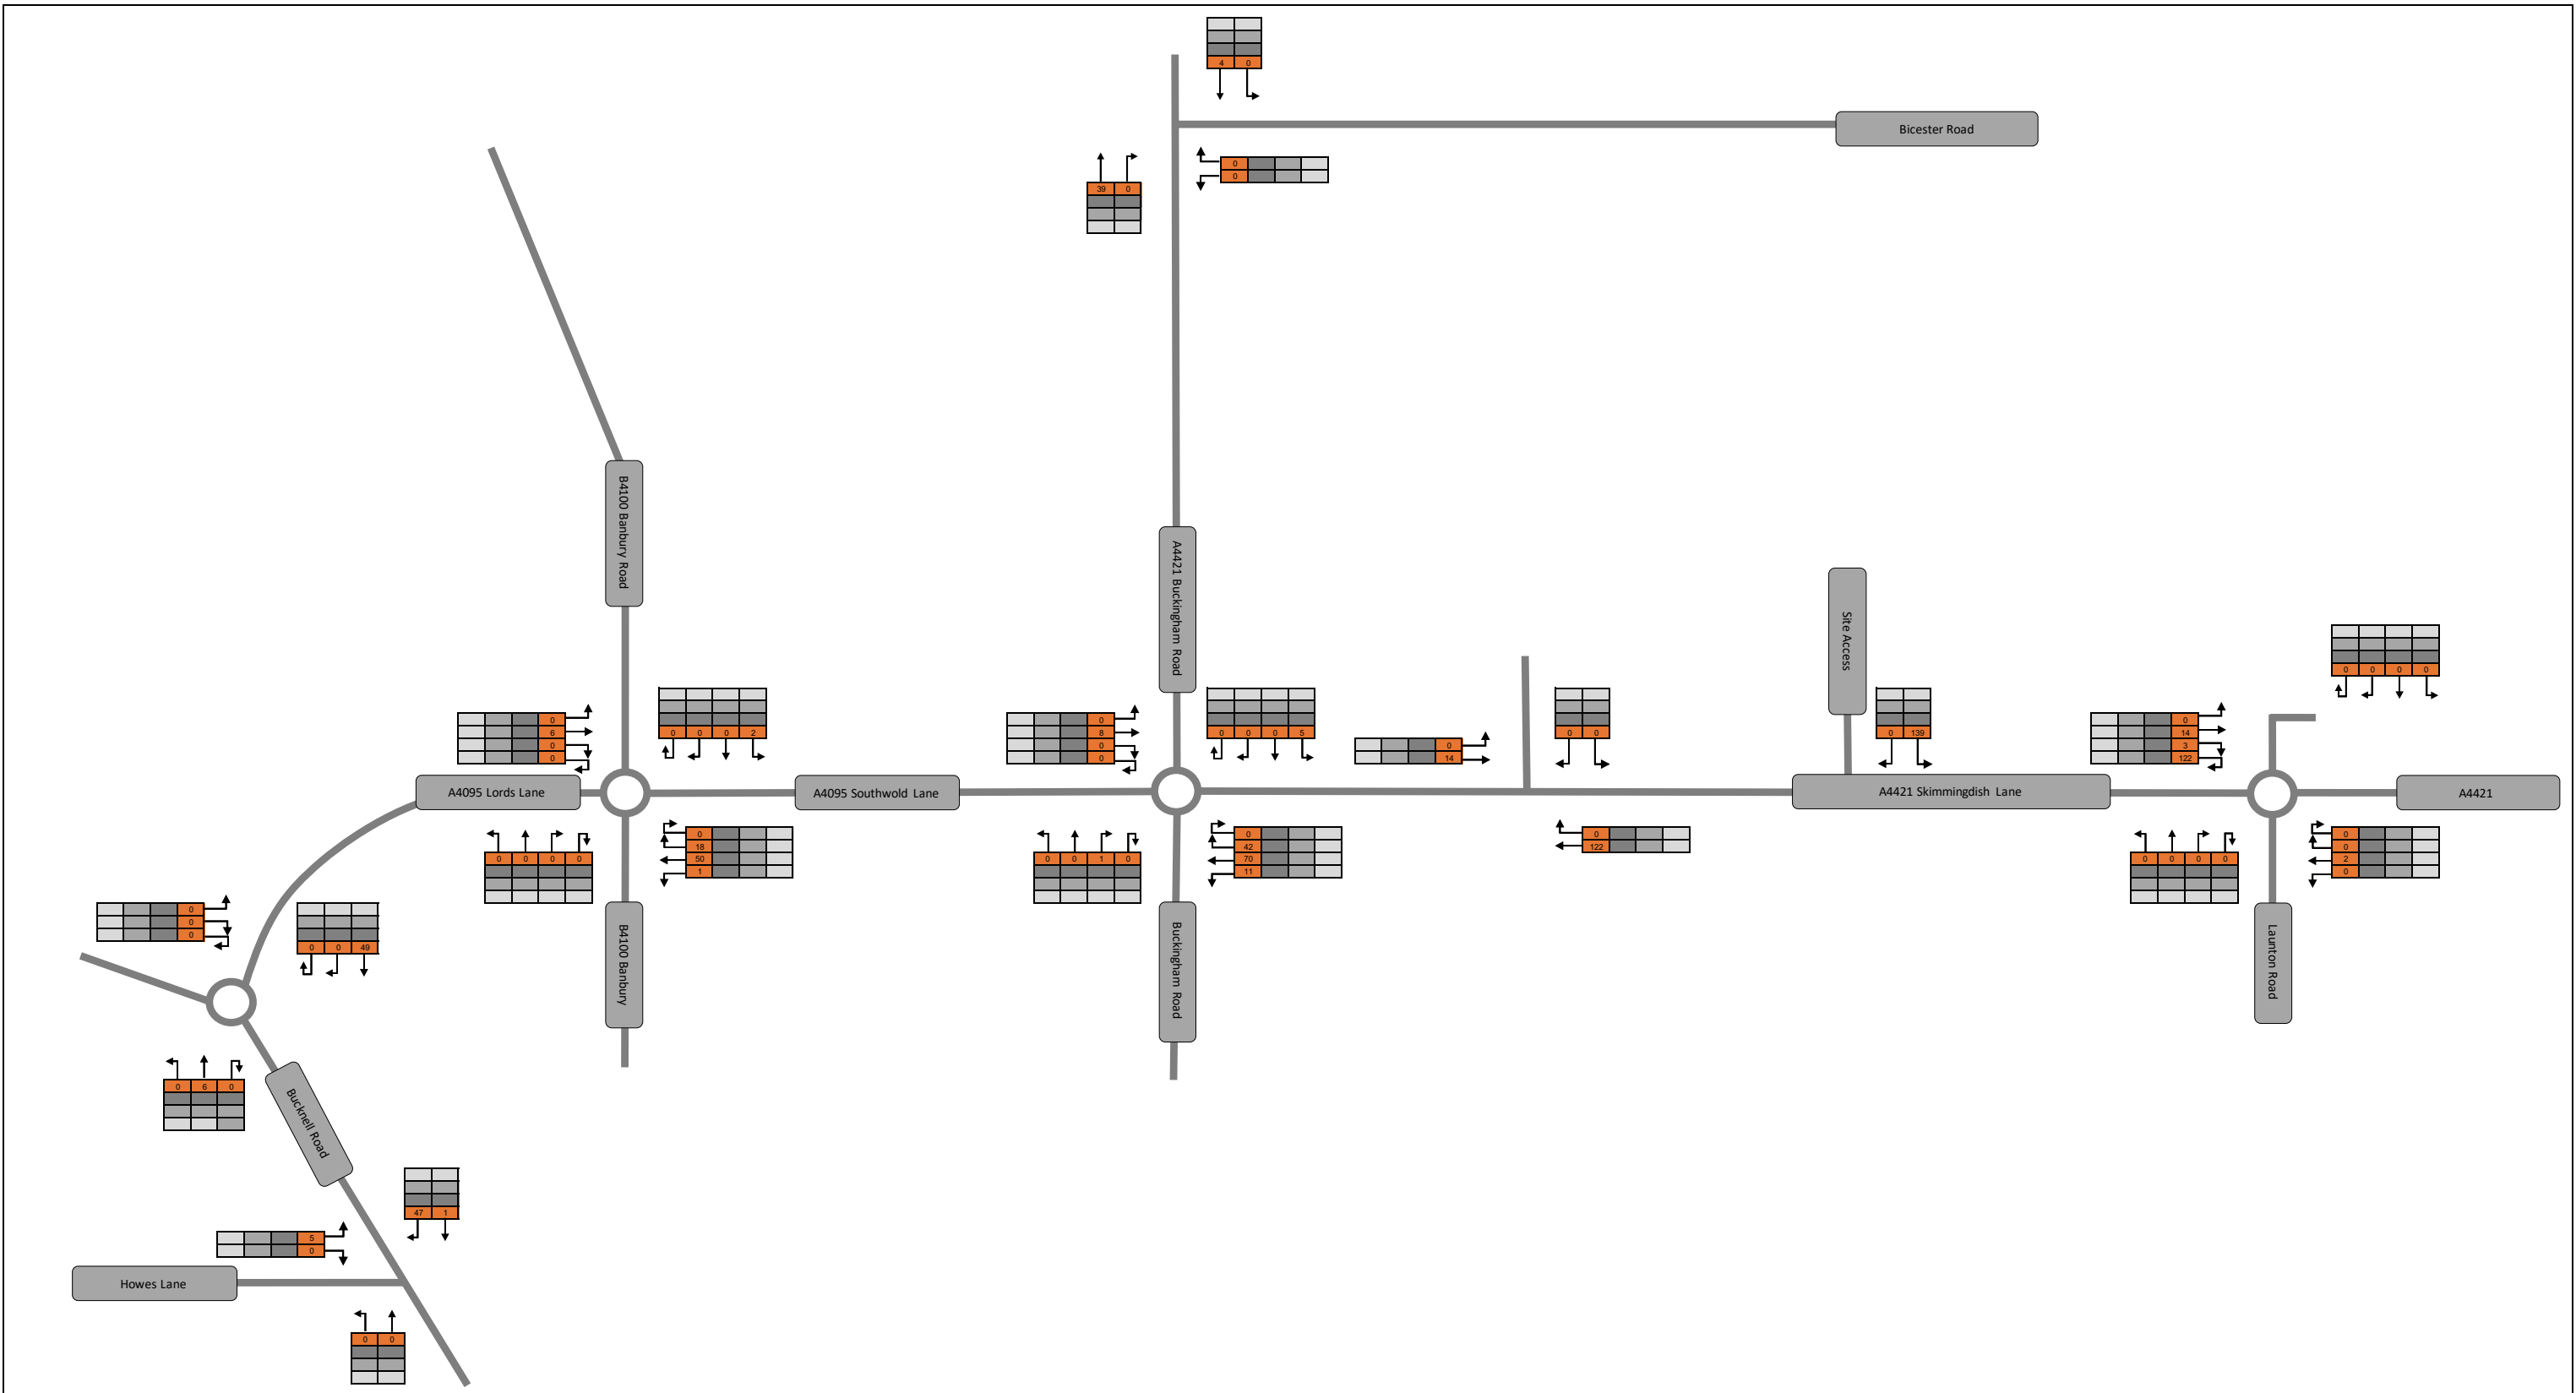 4 0
Bicester Road
39 0
0
0
B4100 Banbury Road
A4421 Buckingham Road
Site Access
0 0 0 0
0
6
0
0
0 0 0 2
0
8
0
0
0 0 0 5
0
14
0 0
0 139
0
14
3
122
A4095 Lords Lane
A4095 Southwold Lane
A4421 Skimmingdish Lane
A4421
0 0 0 0
0
18
50
1
0 0 1 0
0
42
70
11
0
122
0 0 0 0
0
0
2
0
0
0
0
0 0 49
B4100 Banbury
Buckingham Road
Launton Road
0 6 0
Bucknell Road
47 1
5
0
Howes Lane
0 0